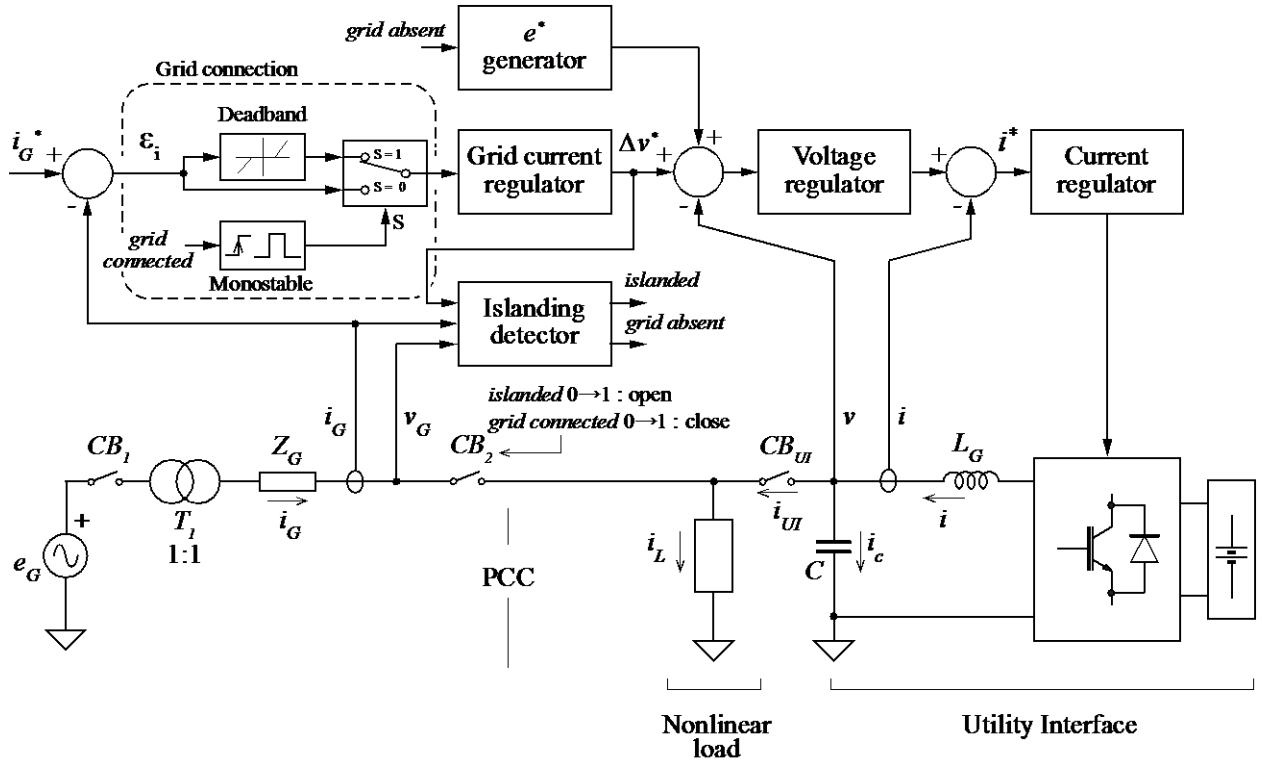 grid absent
e*
generator
Grid connection
Deadband
i_G*
+
-
ε_i
S = 1
S = 0
S
grid
connected
Monostable
Grid current
regulator
Δv*
+
+
-
Voltage
regulator
+
-
i*
Current
regulator
Islanding
detector
islanded
grid absent
islanded 0→1 : open
grid connected 0→1 : close
i_G
v_G
v
i
CB_1
Z_G
CB_2
CB_UI
L_G
+
e_G
T_1
1:1
i_G
PCC
i_L
i_UI
C
i_c
i
Nonlinear
load
Utility Interface